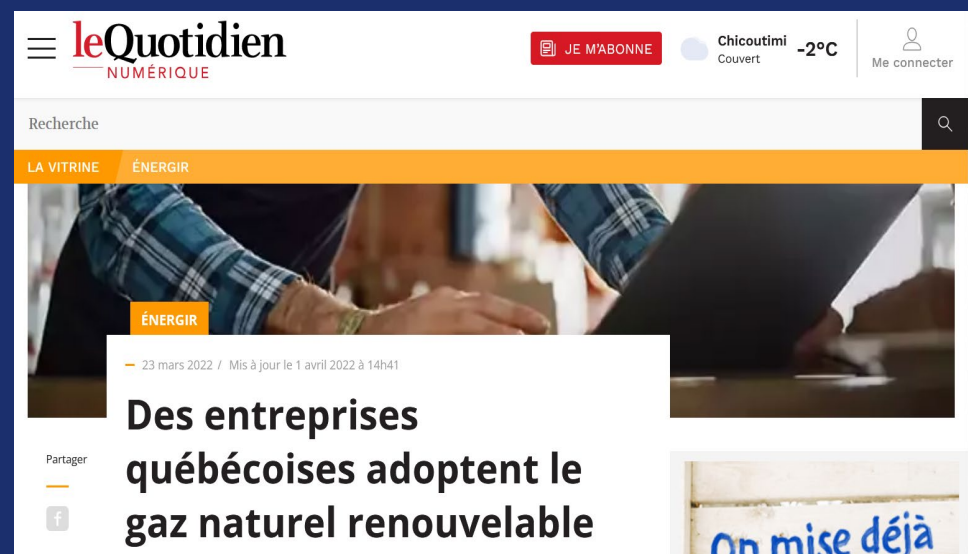 leQuotidien
NUMÉRIQUE
JE M'ABONNE
Chicoutimi
Couvert
-2°C
Me connecter
Recherche
LA VITRINE ÉNERGIR
ÉNERGIR
23 mars 2022 / Mis à jour le 1 avril 2022 à 14h41
Des entreprises
québécoises adoptent le
gaz naturel renouvelable
Partager
f
On mise déjà